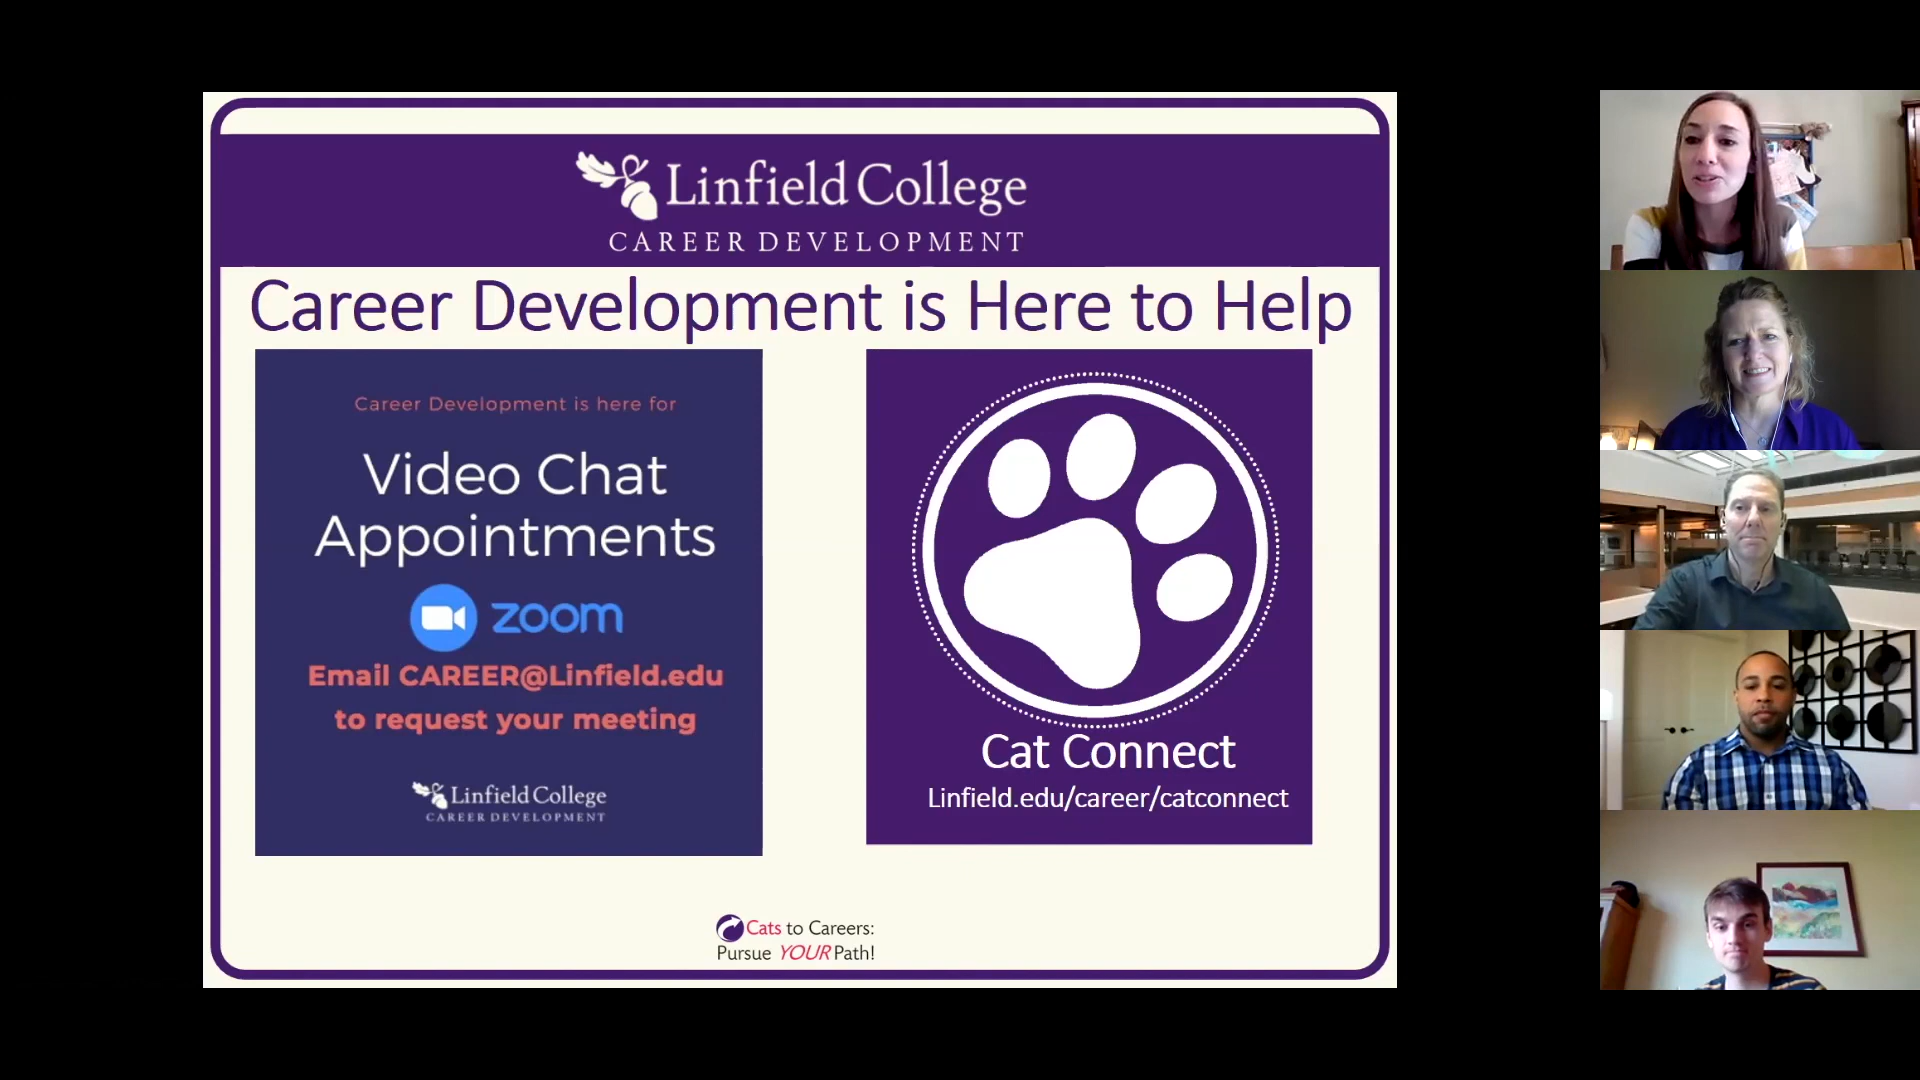 Linfield College
CAREER DEVELOPMENT
Career Development is Here to Help
Career Development is here for
Video Chat
Appointments
zoom
Email CAREER@Linfield.edu
to request your meeting
Linfield College
CAREER DEVELOPMENT
Cat Connect
Linfield.edu/career/catconnect
Cats to Careers:
Pursue YOUR Path!